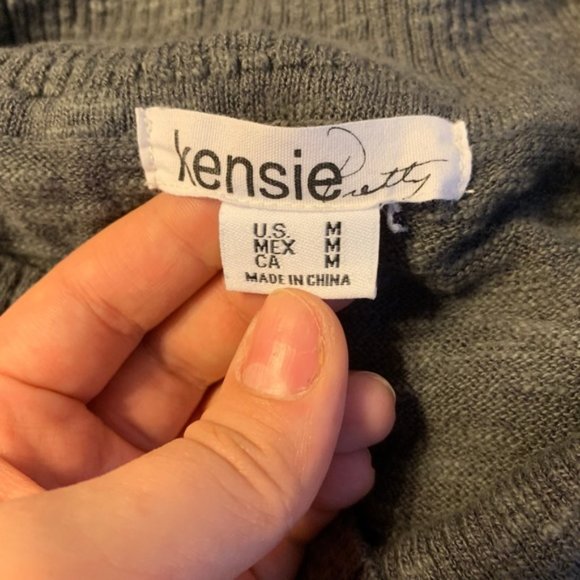 kensie Pretty
U.S. M
MEX M
CA M
MADE IN CHINA